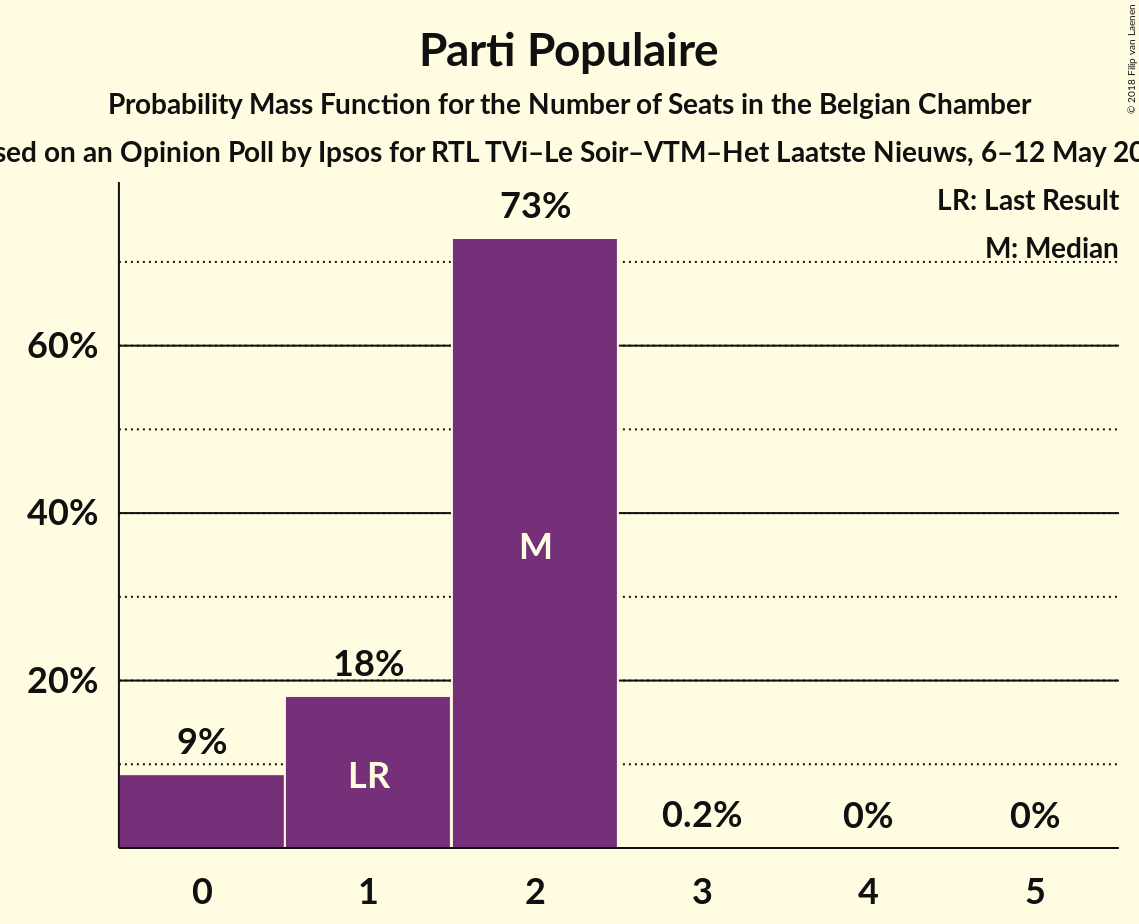 Parti Populaire
Probability Mass Function for the Number of Seats in the Belgian Chamber
sed on an Opinion Poll by Ipsos for RTL TVi–Le Soir–VTM–Het Laatste Nieuws, 6–12 May 20
© 2018 Filip van Laenen
LR: Last Result
M: Median
73%
60%
40%
M
18%
20%
9%
LR
0.2%
0%
0%
0
1
2
3
4
5